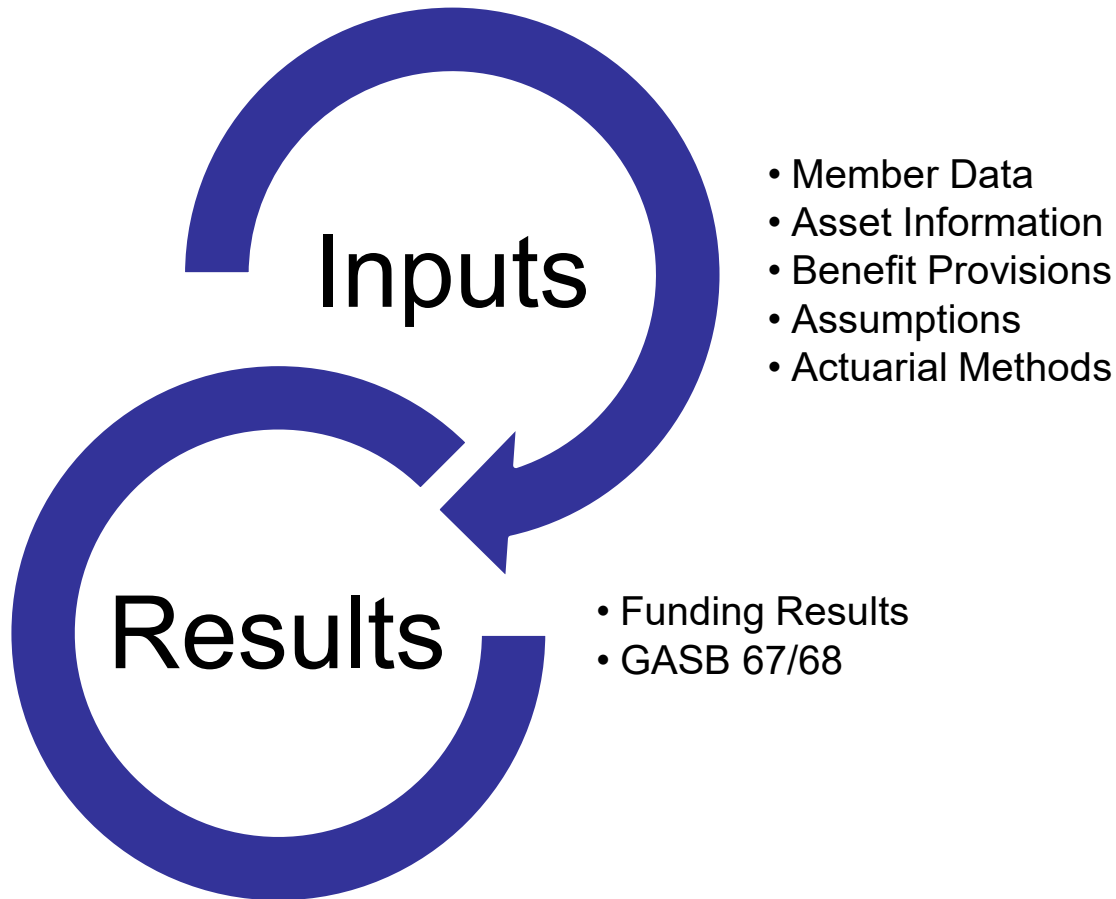 Inputs
• Member Data
• Asset Information
• Benefit Provisions
• Assumptions
• Actuarial Methods
Results
• Funding Results
• GASB 67/68